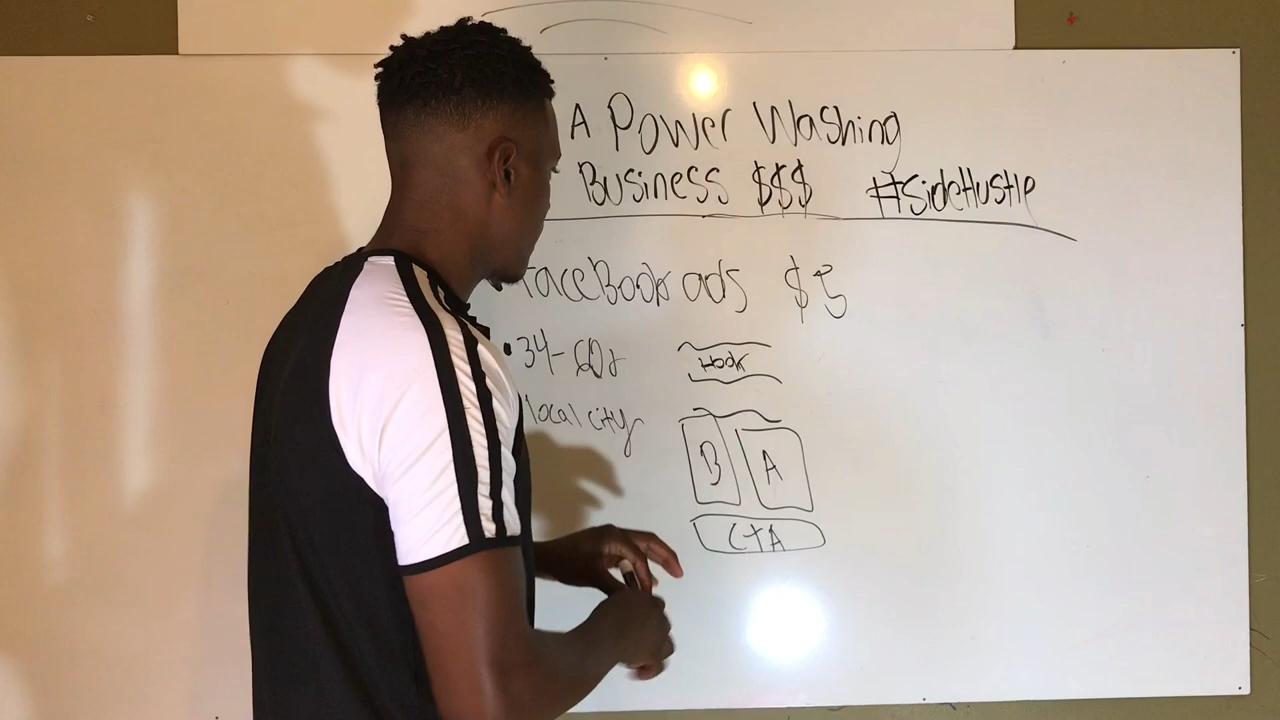 A Power Washing
Business $$$ #SideHustle
FaceBook ads $5
• 34-60+
local city
Hook
B A
CTA